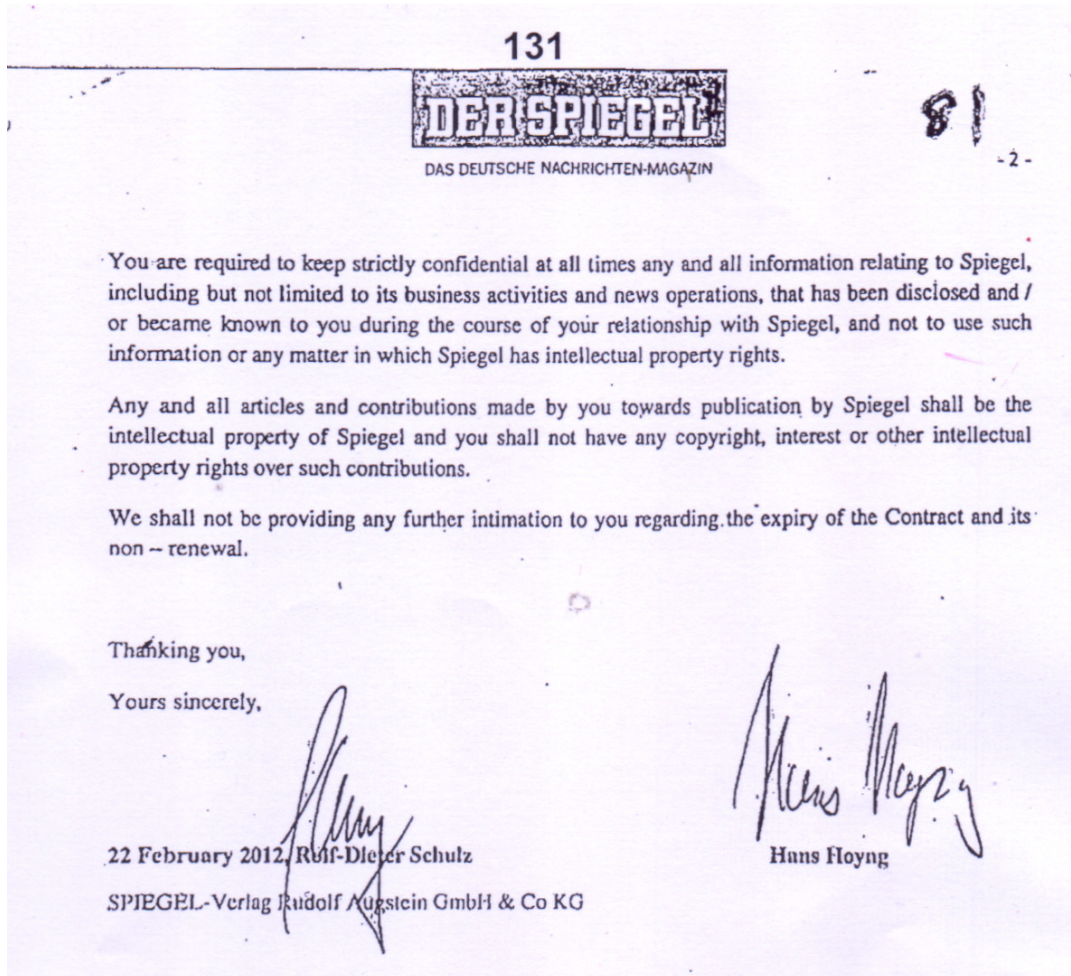 131
DER SPIEGEL
81
DAS DEUTSCHE NACHRICHTEN-MAGAZIN
- 2 -
You are required to keep strictly confidential at all times any and all information relating to Spiegel,
including but not limited to its business activities and news operations, that has been disclosed and /
or became known to you during the course of your relationship with Spiegel, and not to use such
information or any matter in which Spiegel has intellectual property rights.
Any and all articles and contributions made by you towards publication by Spiegel shall be the
intellectual property of Spiegel and you shall not have any copyright, interest or other intellectual
property rights over such contributions.
We shall not be providing any further intimation to you regarding the expiry of the Contract and its
non – renewal.
Thanking you,
Yours sincerely,
Hans Hoyng
22 February 2012, Rolf-Dieter Schulz
Hans Hoyng
SPIEGEL-Verlag Rudolf Augstein GmbH & Co KG